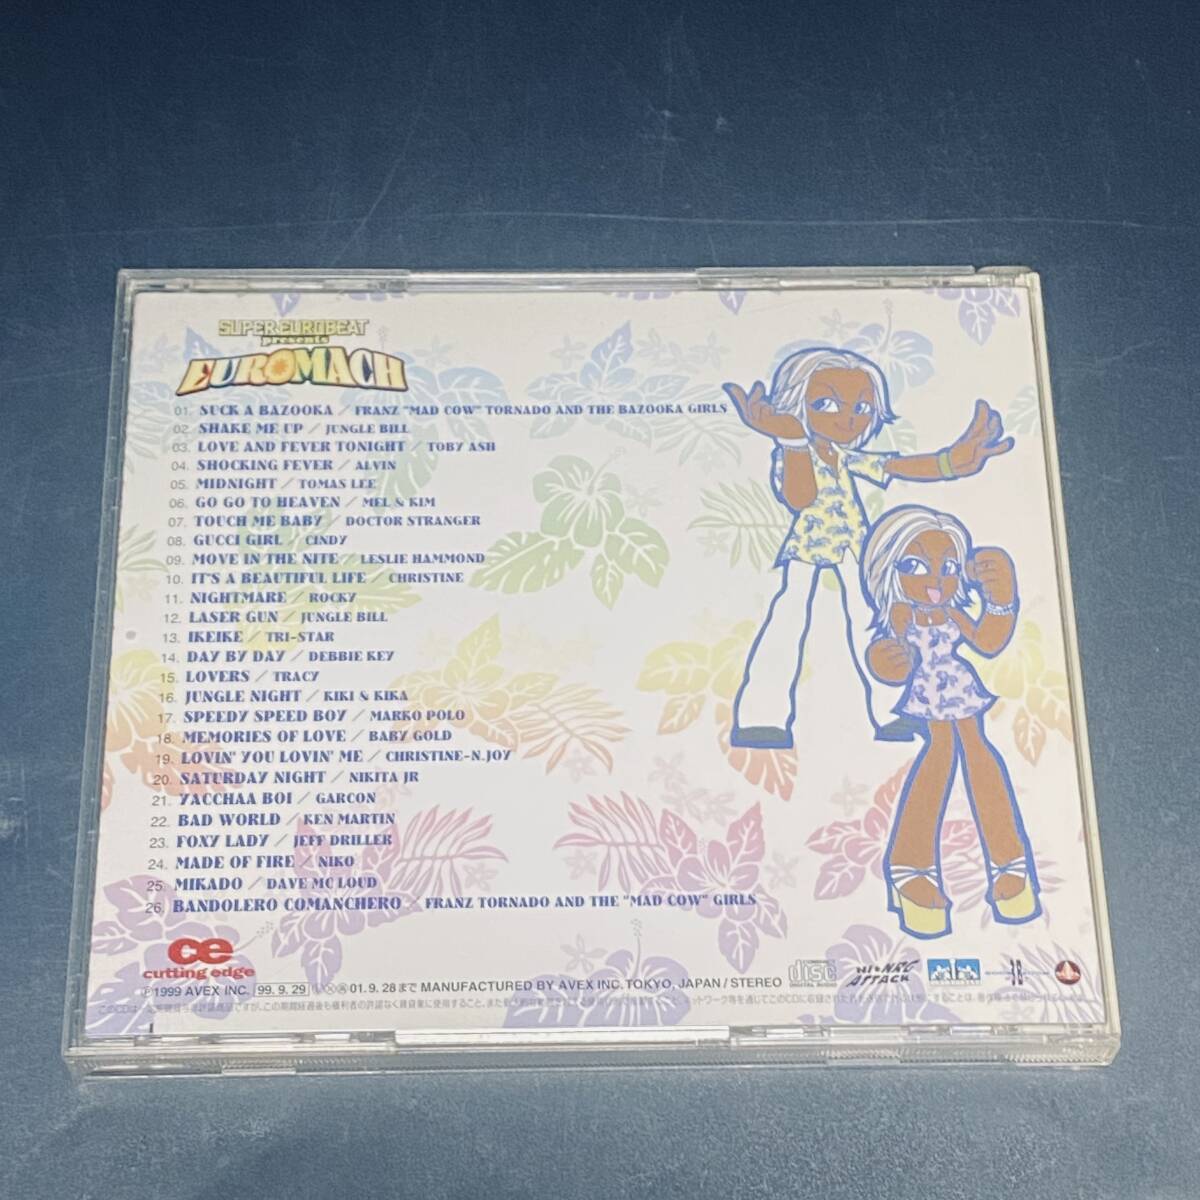 SUPER EUROBEAT
presents
EUROMACH
01. SUCK A BAZOOKA / FRANZ "MAD COW" TORNADO AND THE BAZOOKA GIRLS
02. SHAKE ME UP / JUNGLE BILL
03. LOVE AND FEVER TONIGHT / TOBY ASH
04. SHOCKING FEVER / ALVIN
05. MIDNIGHT / TOMAS LEE
06. GO GO TO HEAVEN / MEL & KIM
07. TOUCH ME BABY / DOCTOR STRANGER
08. GUCCI GIRL / CINDY
09. MOVE IN THE NITE / LESLIE HAMMOND
10. IT'S A BEAUTIFUL LIFE / CHRISTINE
11. NIGHTMARE / ROCKY
12. LASER GUN / JUNGLE BILL
13. IKEIKE / TRI-STAR
14. DAY BY DAY / DEBBIE KEY
15. LOVERS / TRACY
16. JUNGLE NIGHT / KIKI & KIKA
17. SPEEDY SPEED BOY / MARKO POLO
18. MEMORIES OF LOVE / BABY GOLD
19. LOVIN' YOU LOVIN' ME / CHRISTINE-N.JOY
20. SATURDAY NIGHT / NIKITA JR
21. YACCHAA BOI / GARCON
22. BAD WORLD / KEN MARTIN
23. FOXY LADY / JEFF DRILLER
24. MADE OF FIRE / NIKO
25. MIKADO / DAVE MC LOUD
26. BANDOLERO COMANCHERO / FRANZ TORNADO AND THE "MAD COW" GIRLS
ce
cutting edge
℗1999 AVEX INC. 99.9.29 01.9.28まで MANUFACTURED BY AVEX INC. TOKYO, JAPAN / STEREO
COMPACT disc DIGITAL AUDIO
HI•NRG ATTACK